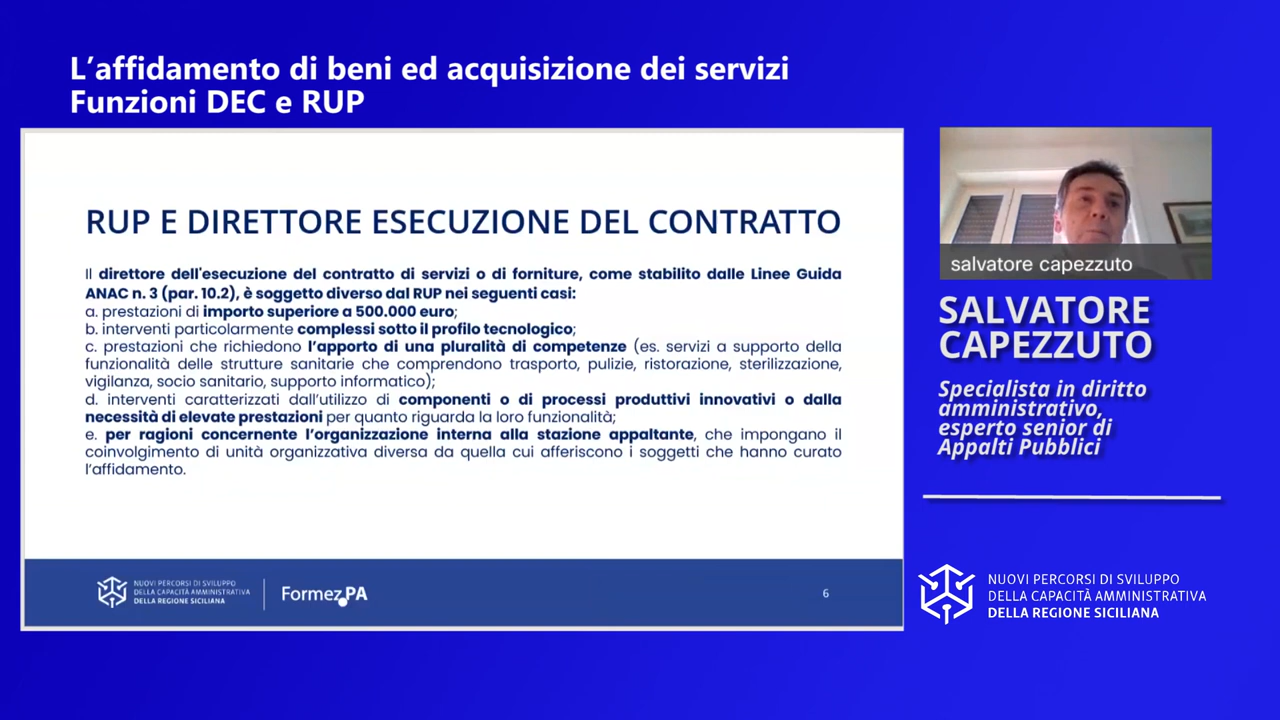 L'affidamento di beni ed acquisizione dei servizi
Funzioni DEC e RUP
RUP E DIRETTORE ESECUZIONE DEL CONTRATTO
Il direttore dell'esecuzione del contratto di servizi o di forniture, come stabilito dalle Linee Guida
ANAC n. 3 (par. 10.2), è soggetto diverso dal RUP nei seguenti casi:
a. prestazioni di importo superiore a 500.000 euro;
b. interventi particolarmente complessi sotto il profilo tecnologico;
c. prestazioni che richiedono l'apporto di una pluralità di competenze (es. servizi a supporto della
funzionalità delle strutture sanitarie che comprendono trasporto, pulizie, ristorazione, sterilizzazione,
vigilanza, socio sanitario, supporto informatico);
d. interventi caratterizzati dall'utilizzo di componenti o di processi produttivi innovativi o dalla
necessità di elevate prestazioni per quanto riguarda la loro funzionalità;
e. per ragioni concernente l'organizzazione interna alla stazione appaltante, che impongano il
coinvolgimento di unità organizzativa diversa da quella cui afferiscono i soggetti che hanno curato
l'affidamento.
NUOVI PERCORSI DI SVILUPPO
DELLA CAPACITÀ AMMINISTRATIVA
DELLA REGIONE SICILIANA
Formez PA
6
salvatore capezzuto
SALVATORE
CAPEZZUTO
Specialista in diritto
amministrativo,
esperto senior di
Appalti Pubblici
NUOVI PERCORSI DI SVILUPPO
DELLA CAPACITÀ AMMINISTRATIVA
DELLA REGIONE SICILIANA